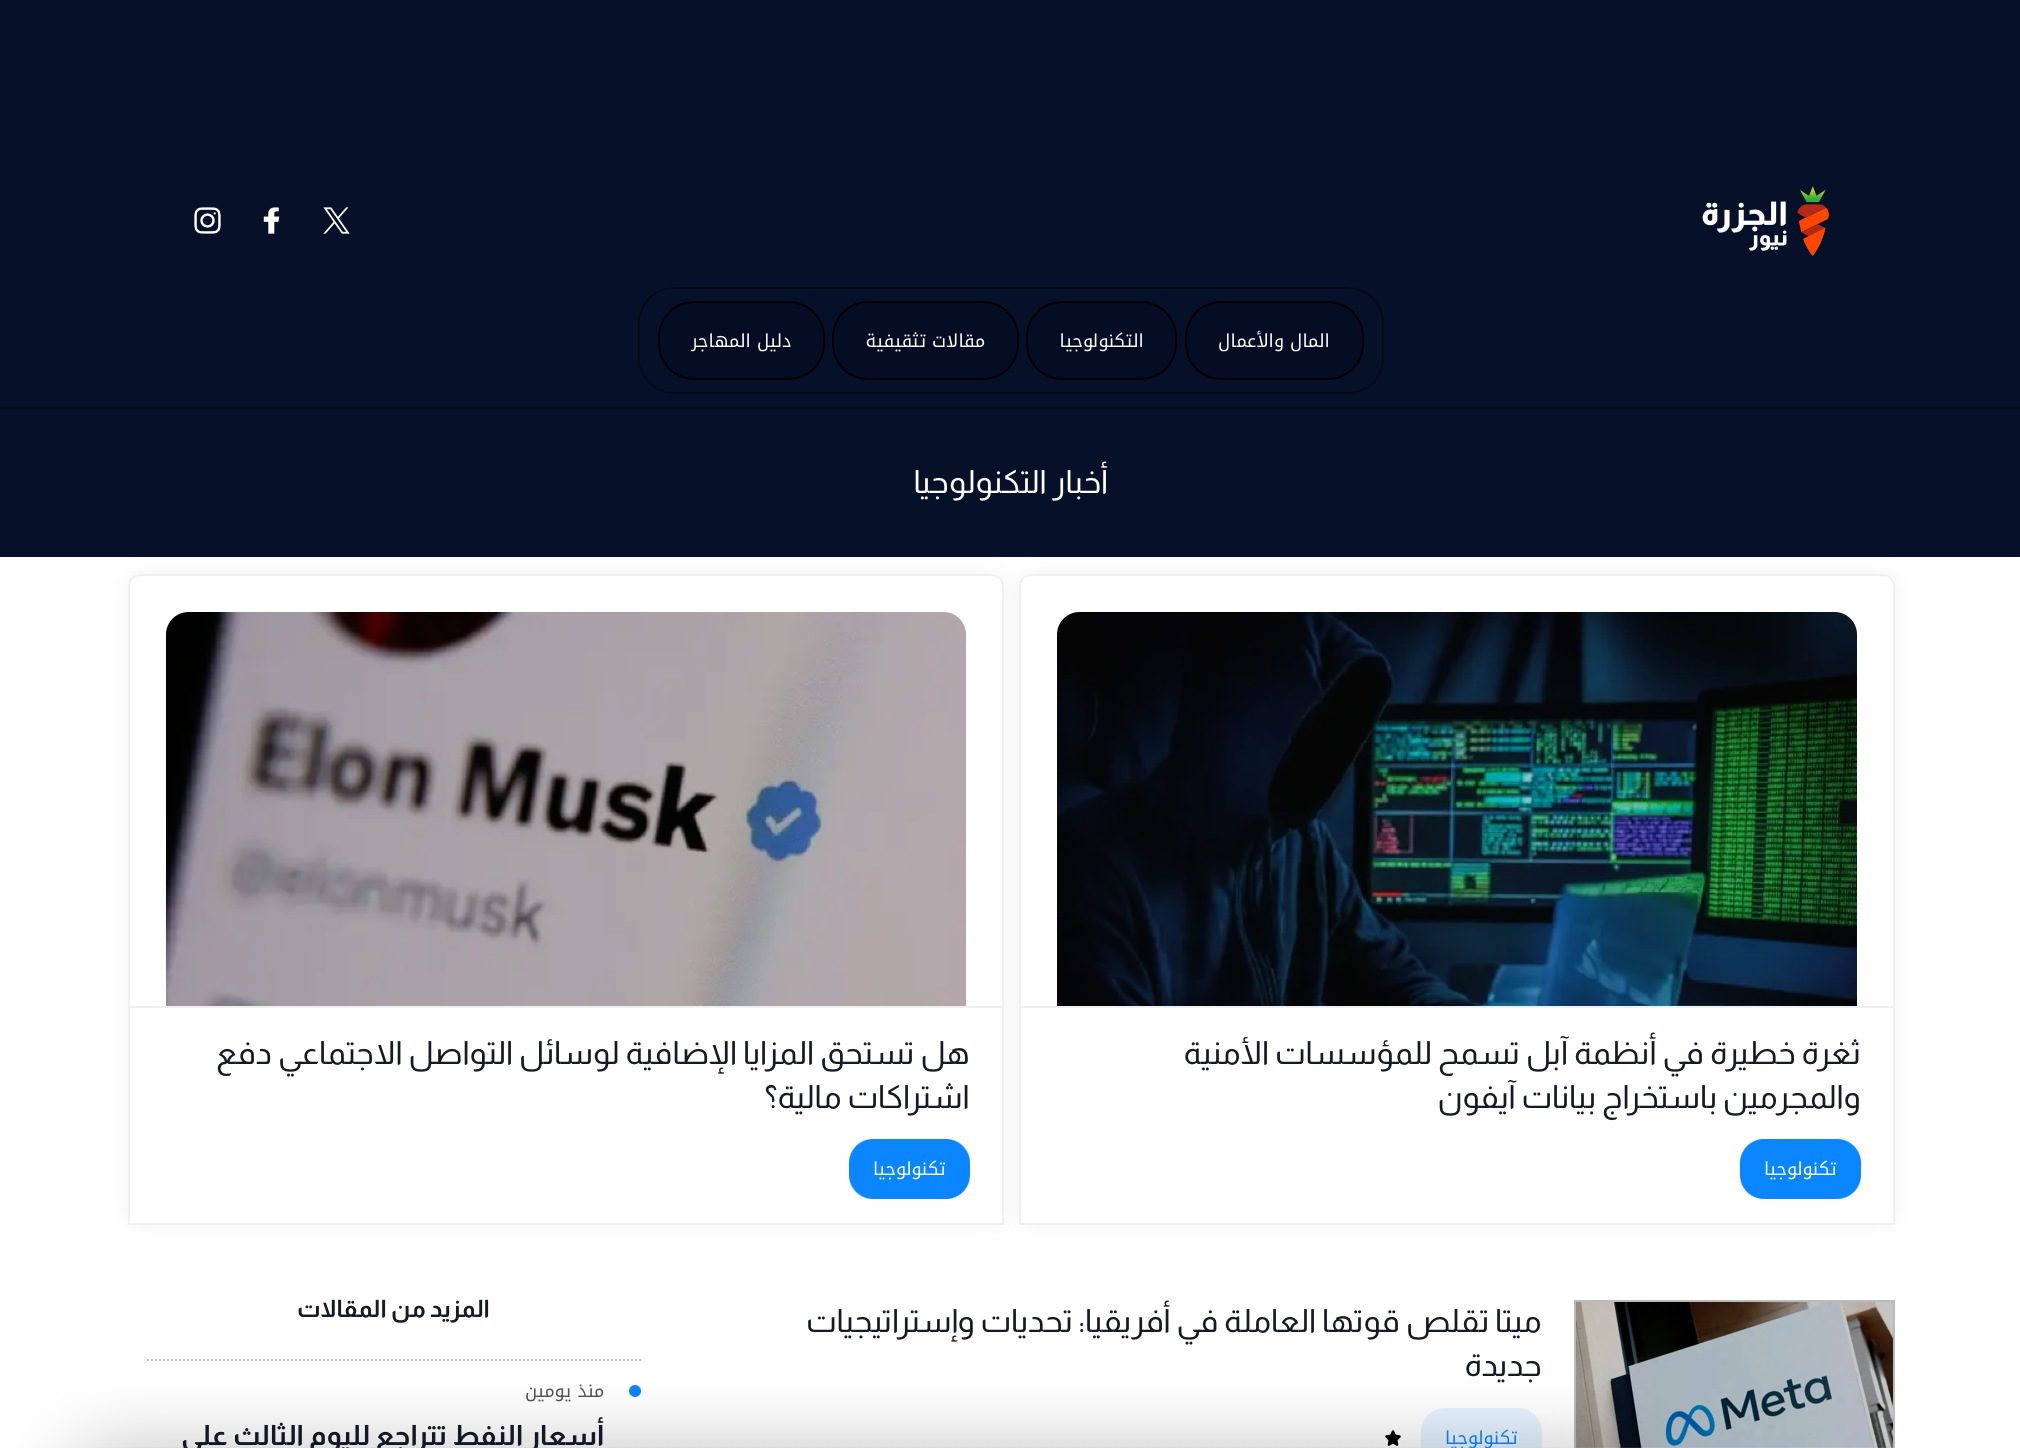 الجزرة
نيوز
المال والأعمال
التكنولوجيا
مقالات تثقيفية
دليل المهاجر
أخبار التكنولوجيا
ثغرة خطيرة في أنظمة آبل تسمح للمؤسسات الأمنية
والمجرمين باستخراج بيانات آيفون
تكنولوجيا
Elon Musk
@elonmusk
هل تستحق المزايا الإضافية لوسائل التواصل الاجتماعي دفع
اشتراكات مالية؟
تكنولوجيا
Meta
ميتا تقلص قوتها العاملة في أفريقيا: تحديات وإستراتيجيات
جديدة
تكنولوجيا
المزيد من المقالات
منذ يومين
أسعار النفط تتراجع لليوم الثالث على